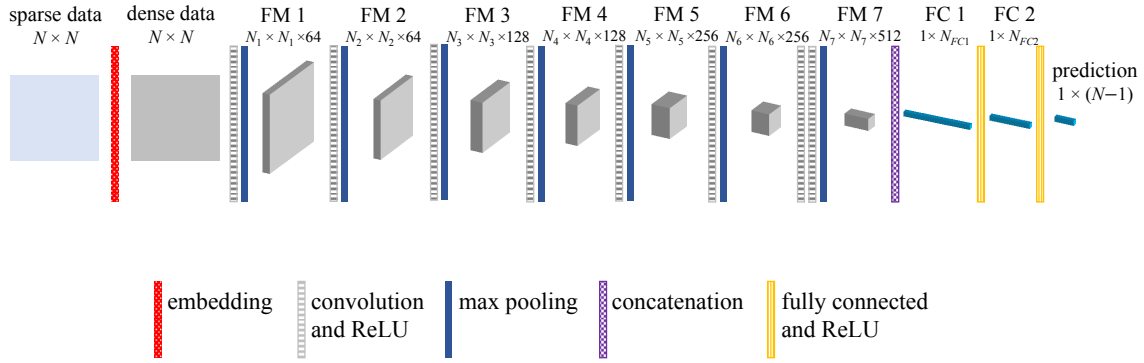 sparse data
N × N
dense data
N × N
FM 1
N₁ × N₁ ×64
FM 2
N₂ × N₂ ×64
FM 3
N₃ × N₃ ×128
FM 4
N₄ × N₄ ×128
FM 5
N₅ × N₅ ×256
FM 6
N₆ × N₆ ×256
FM 7
N₇ × N₇ ×512
FC 1
1× N_FC1
FC 2
1× N_FC2
prediction
1 × (N−1)
embedding
convolution
and ReLU
max pooling
concatenation
fully connected
and ReLU